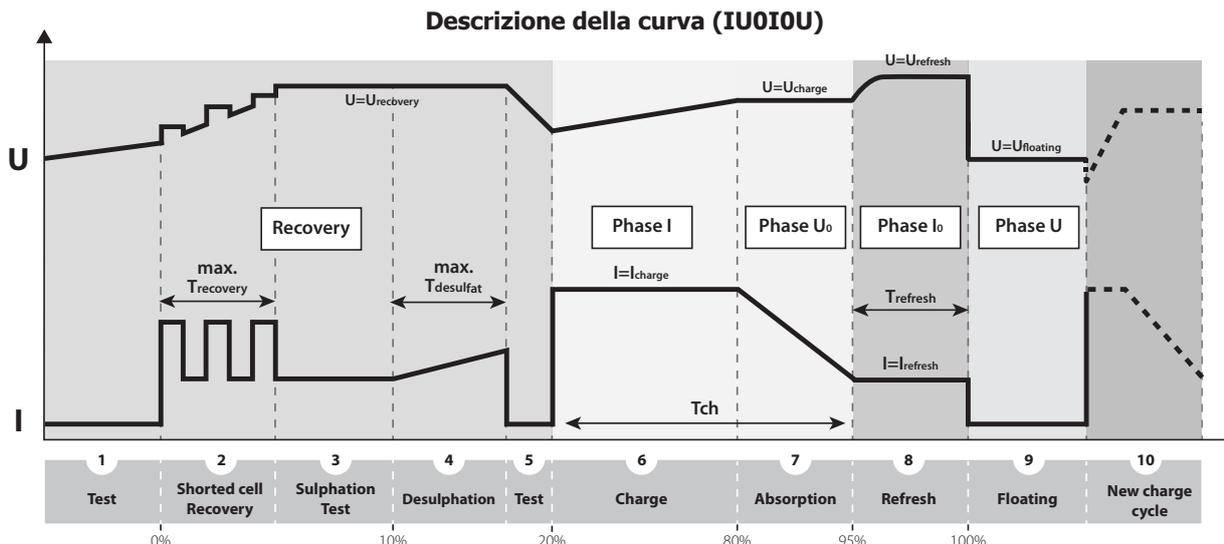 Descrizione della curva (IU0I0U)
U=Urefresh
U=Ucharge
U=Urecovery
U
U=Ufloating
Recovery
Phase I
Phase U0
Phase I0
Phase U
max.
Trecovery
max.
Tdesulfat
I=Icharge
Trefresh
I=Irefresh
Tch
I
1
2
3
4
5
6
7
8
9
10
Test
Shorted cell
Recovery
Sulphation
Test
Desulphation
Test
Charge
Absorption
Refresh
Floating
New charge
cycle
0%
10%
20%
80%
95%
100%